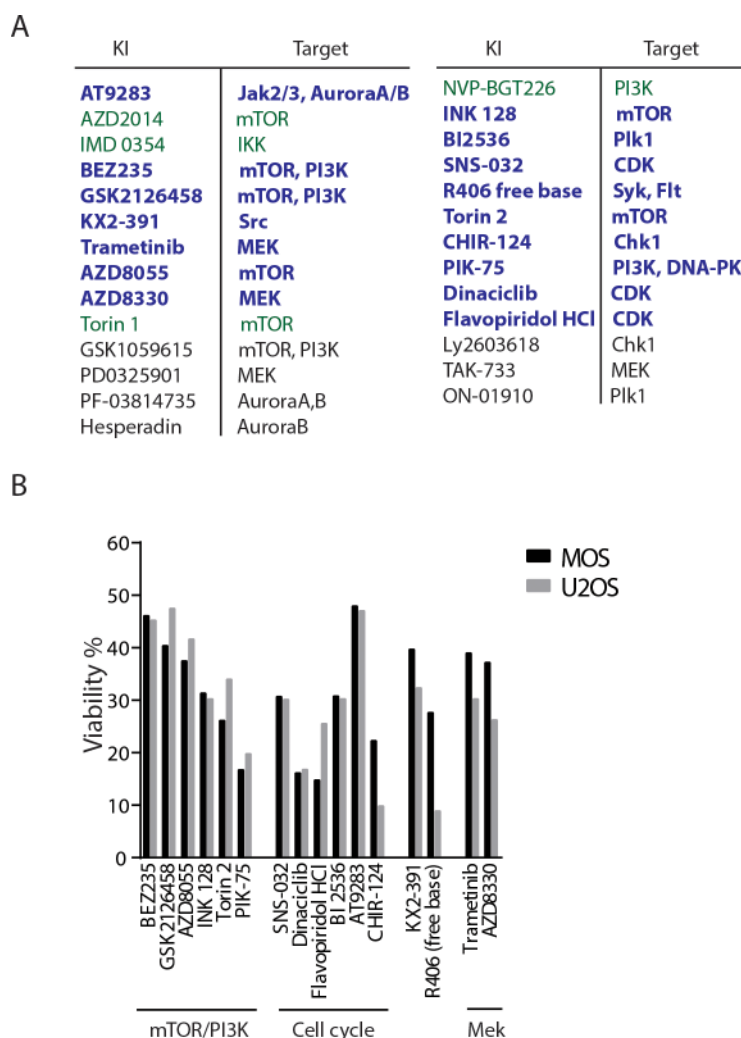 A
KI Target
AT9283 Jak2/3, AuroraA/B
AZD2014 mTOR
IMD 0354 IKK
BEZ235 mTOR, PI3K
GSK2126458 mTOR, PI3K
KX2-391 Src
Trametinib MEK
AZD8055 mTOR
AZD8330 MEK
Torin 1 mTOR
GSK1059615 mTOR, PI3K
PD0325901 MEK
PF-03814735 AuroraA,B
Hesperadin AuroraB
KI Target
NVP-BGT226 PI3K
INK 128 mTOR
BI2536 Plk1
SNS-032 CDK
R406 free base Syk, Flt
Torin 2 mTOR
CHIR-124 Chk1
PIK-75 PI3K, DNA-PK
Dinaciclib CDK
Flavopiridol HCl CDK
Ly2603618 Chk1
TAK-733 MEK
ON-01910 Plk1
B
Viability %
60
50
40
30
20
10
0
MOS
U2OS
BEZ235
GSK2126458
AZD8055
INK 128
Torin 2
PIK-75
SNS-032
Dinaciclib
Flavopiridol HCl
BI 2536
AT9283
CHIR-124
KX2-391
R406 (free base)
Trametinib
AZD8330
mTOR/PI3K
Cell cycle
Mek